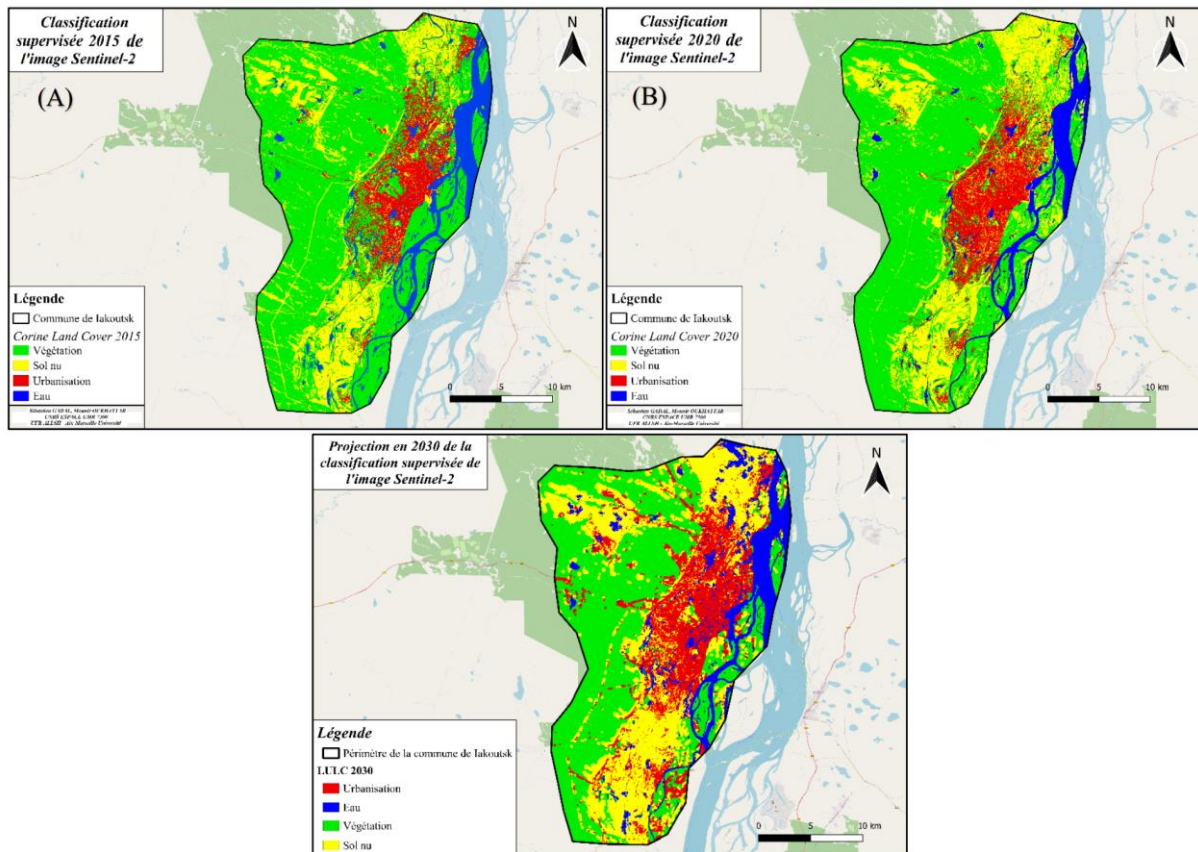 Classification
supervisée 2015 de
l'image Sentinel-2
(A)
N
Légende
Commune de Iakoutsk
Corine Land Cover 2015
Végétation
Sol nu
Urbanisation
Eau
0 5 10 km
Classification
supervisée 2020 de
l'image Sentinel-2
(B)
N
Légende
Commune de Iakoutsk
Corine Land Cover 2020
Végétation
Sol nu
Urbanisation
Eau
0 5 10 km
Projection en 2030 de la
classification supervisée de
l'image Sentinel-2
N
Légende
Périmètre de la commune de Iakoutsk
LULC 2030
Urbanisation
Eau
Végétation
Sol nu
0 5 10 km